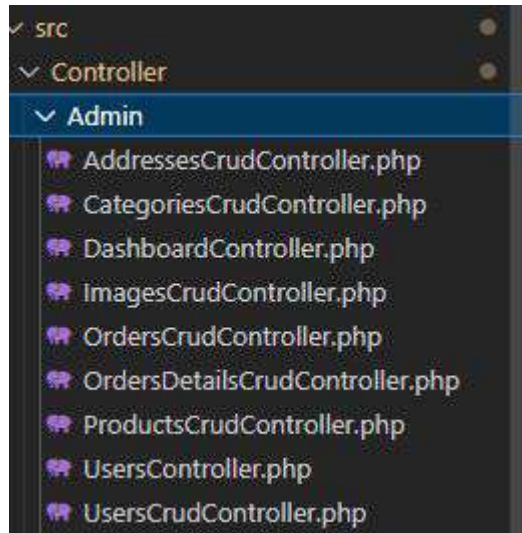 src
Controller
Admin
AddressesCrudController.php
CategoriesCrudController.php
DashboardController.php
ImagesCrudController.php
OrdersCrudController.php
OrdersDetailsCrudController.php
ProductsCrudController.php
UsersController.php
UsersCrudController.php